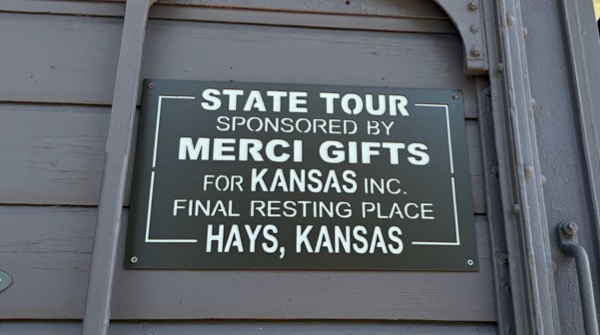 STATE TOUR
SPONSORED BY
MERCI GIFTS
FOR KANSAS INC.
FINAL RESTING PLACE
HAYS, KANSAS